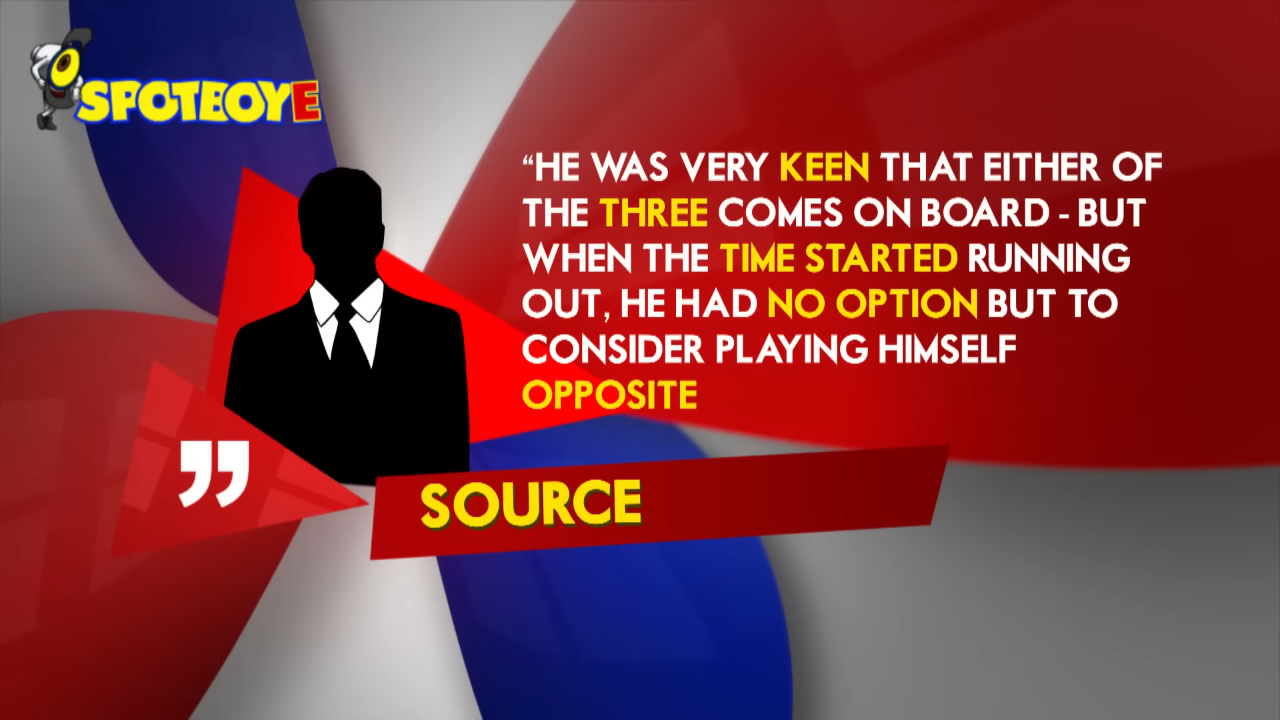 SPOTBOYE
“HE WAS VERY KEEN THAT EITHER OF
THE THREE COMES ON BOARD - BUT
WHEN THE TIME STARTED RUNNING
OUT, HE HAD NO OPTION BUT TO
CONSIDER PLAYING HIMSELF
OPPOSITE
”
SOURCE